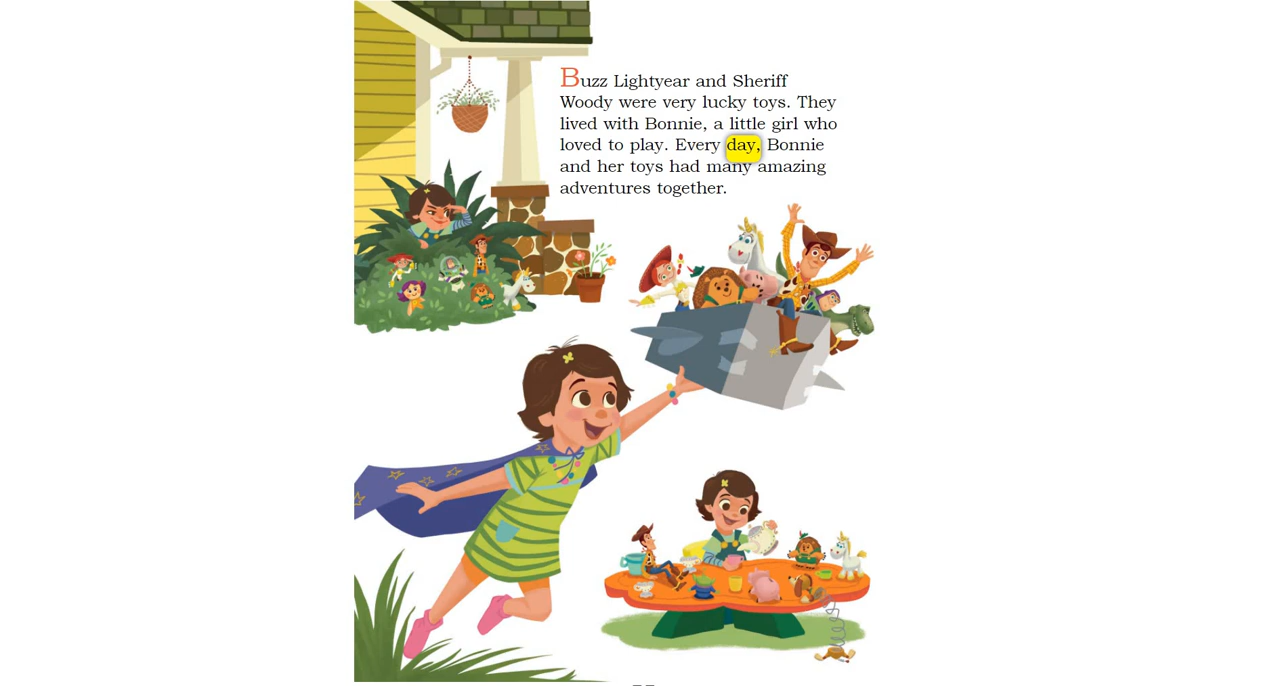 Buzz Lightyear and Sheriff
Woody were very lucky toys. They
lived with Bonnie, a little girl who
loved to play. Every day, Bonnie
and her toys had many amazing
adventures together.